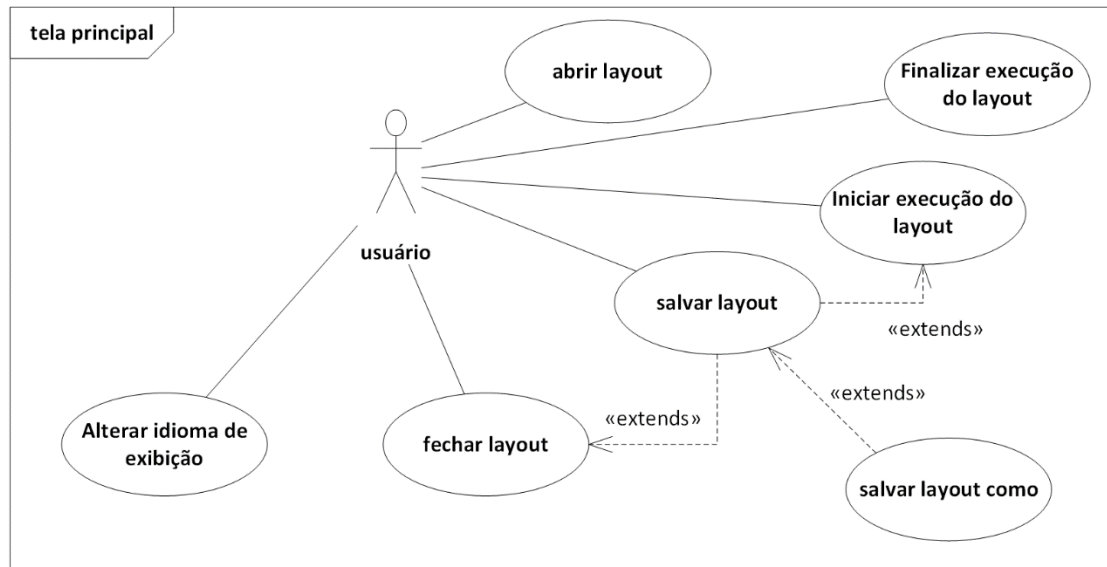 tela principal
abrir layout
Finalizar execução
do layout
Iniciar execução do
layout
usuário
salvar layout
«extends»
«extends»
«extends»
Alterar idioma de
exibição
fechar layout
salvar layout como